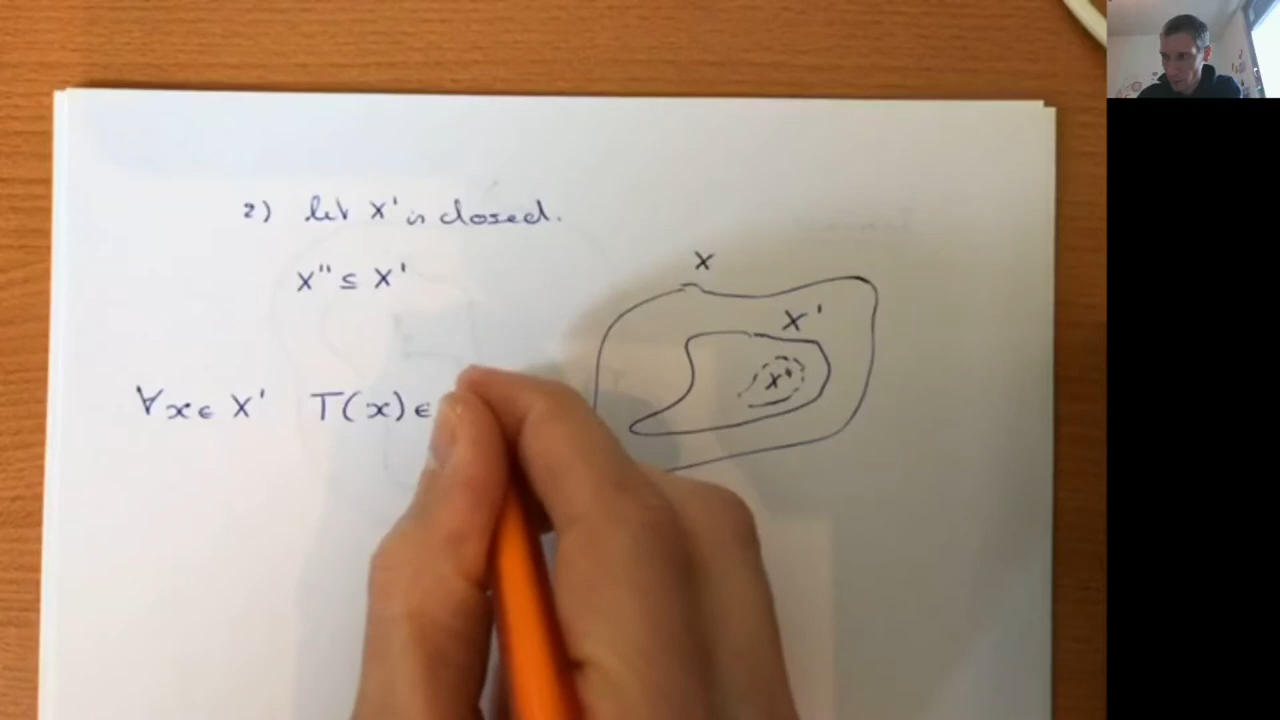 2) let X' is closed.
X" ⊆ X'
X
X'
∀x∈ X' T(x)∈